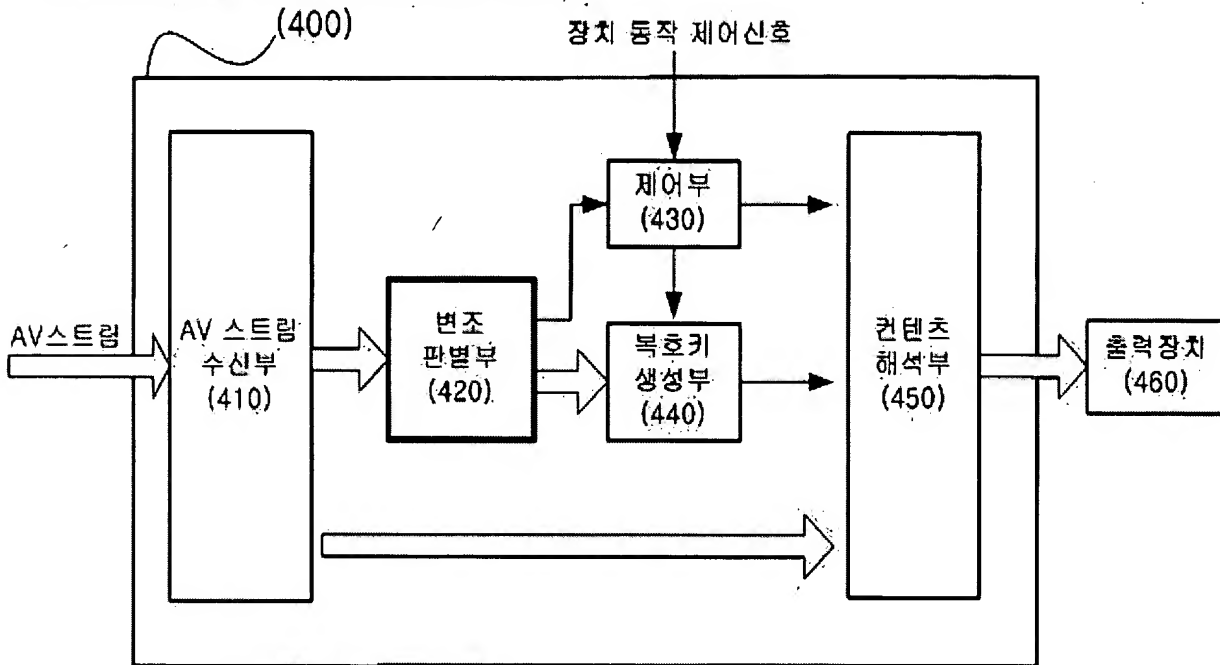 (400)
장치 동작 제어신호
제어부
(430)
AV스트림
AV 스트림
수신부
(410)
변조
판별부
(420)
복호키
생성부
(440)
컨텐츠
해석부
(450)
출력장치
(460)